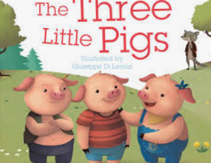 The Three
Little Pigs
Illustrated by
Giuseppe Di Lernia